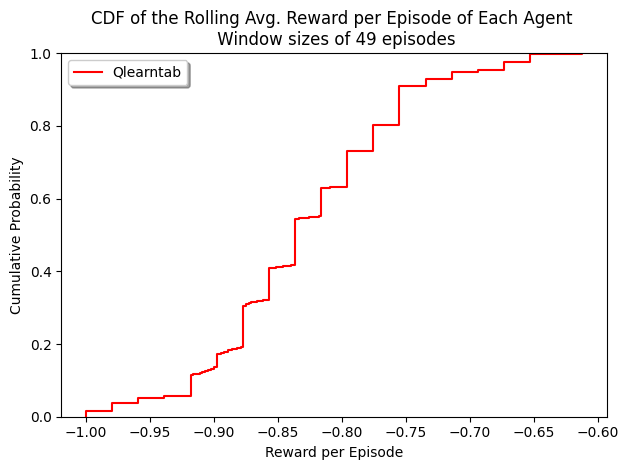 CDF of the Rolling Avg. Reward per Episode of Each Agent
Window sizes of 49 episodes
Qlearntab
1.0
0.8
0.6
0.4
0.2
0.0
Cumulative Probability
−1.00 −0.95 −0.90 −0.85 −0.80 −0.75 −0.70 −0.65 −0.60
Reward per Episode